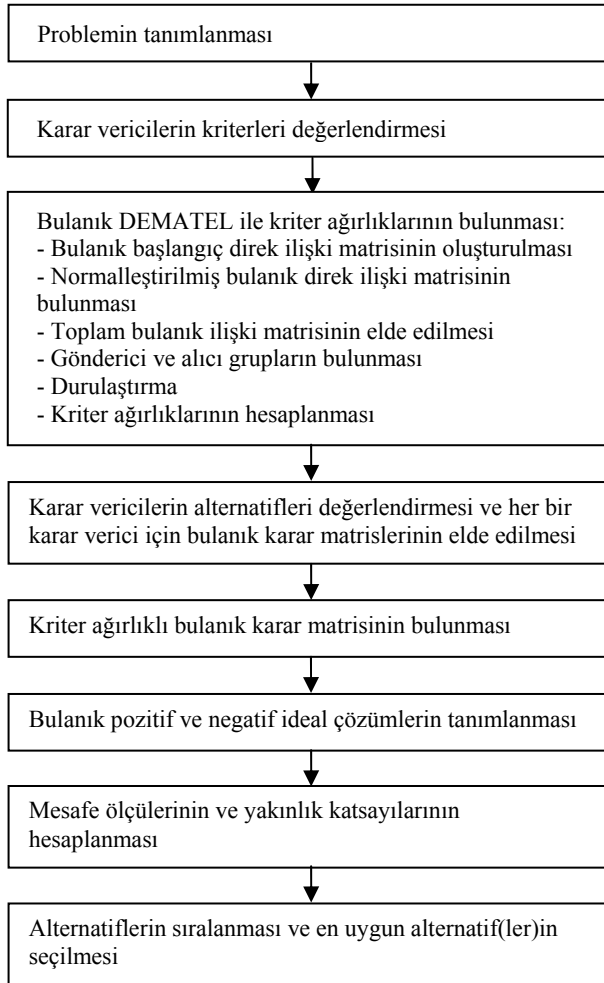 Problemin tanımlanması
Karar vericilerin kriterleri değerlendirmesi
Bulanık DEMATEL ile kriter ağırlıklarının bulunması:
- Bulanık başlangıç direk ilişki matrisinin oluşturulması
- Normalleştirilmiş bulanık direk ilişki matrisinin
bulunması
- Toplam bulanık ilişki matrisinin elde edilmesi
- Gönderici ve alıcı grupların bulunması
- Durulaştırma
- Kriter ağırlıklarının hesaplanması
Karar vericilerin alternatifleri değerlendirmesi ve her bir
karar verici için bulanık karar matrislerinin elde edilmesi
Kriter ağırlıklı bulanık karar matrisinin bulunması
Bulanık pozitif ve negatif ideal çözümlerin tanımlanması
Mesafe ölçülerinin ve yakınlık katsayılarının
hesaplanması
Alternatiflerin sıralanması ve en uygun alternatif(ler)in
seçilmesi